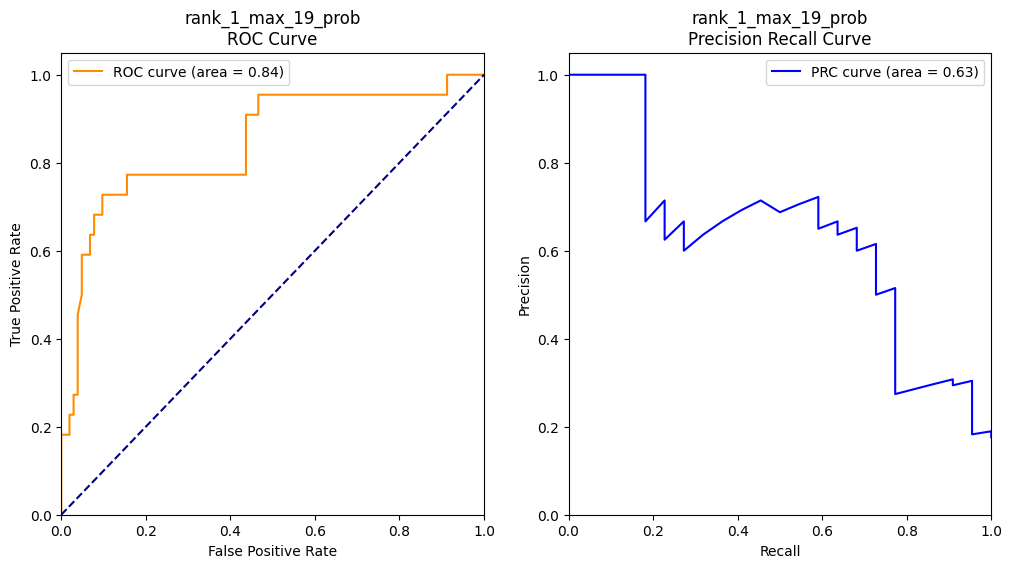 rank_1_max_19_prob
ROC Curve
ROC curve (area = 0.84)
1.0
0.8
0.6
0.4
0.2
0.0
True Positive Rate
0.0 0.2 0.4 0.6 0.8 1.0
False Positive Rate
rank_1_max_19_prob
Precision Recall Curve
PRC curve (area = 0.63)
1.0
0.8
0.6
0.4
0.2
0.0
Precision
0.0 0.2 0.4 0.6 0.8 1.0
Recall